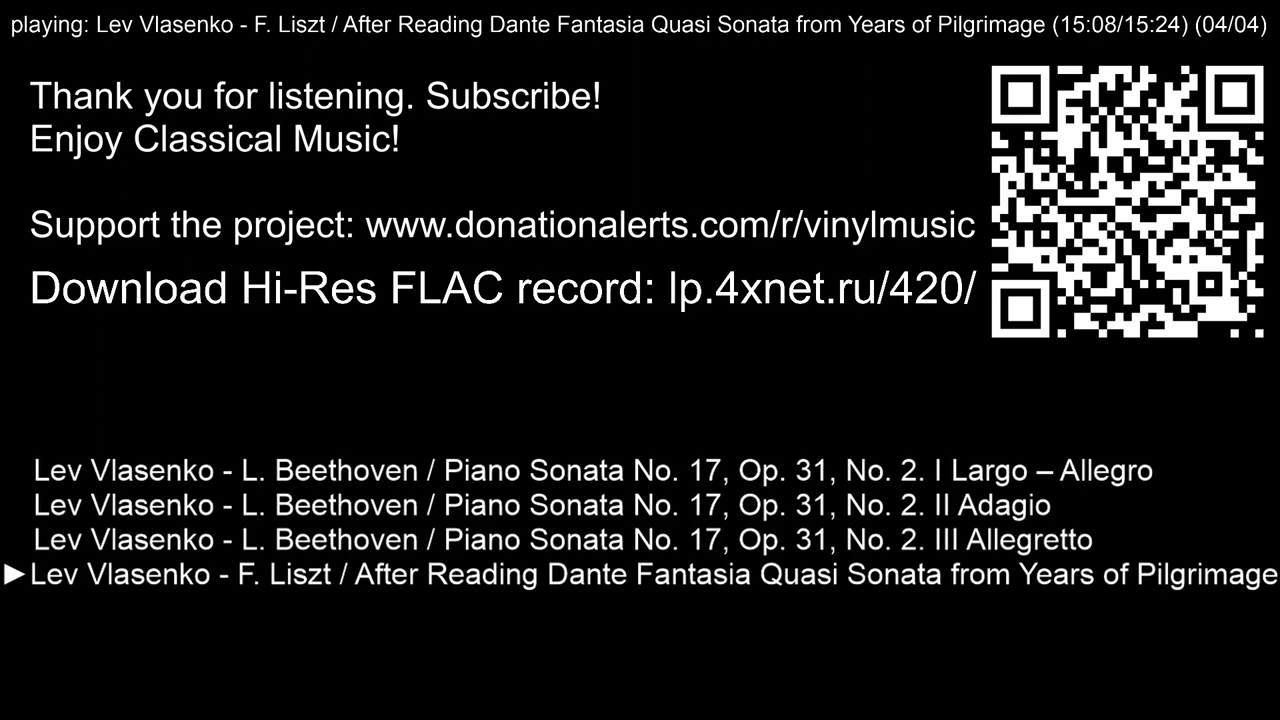 playing: Lev Vlasenko - F. Liszt / After Reading Dante Fantasia Quasi Sonata from Years of Pilgrimage (15:08/15:24) (04/04)
Thank you for listening. Subscribe!
Enjoy Classical Music!
Support the project: www.donationalerts.com/r/vinylmusic
Download Hi-Res FLAC record: lp.4xnet.ru/420/
Lev Vlasenko - L. Beethoven / Piano Sonata No. 17, Op. 31, No. 2. I Largo – Allegro
Lev Vlasenko - L. Beethoven / Piano Sonata No. 17, Op. 31, No. 2. II Adagio
Lev Vlasenko - L. Beethoven / Piano Sonata No. 17, Op. 31, No. 2. III Allegretto
►Lev Vlasenko - F. Liszt / After Reading Dante Fantasia Quasi Sonata from Years of Pilgrimage